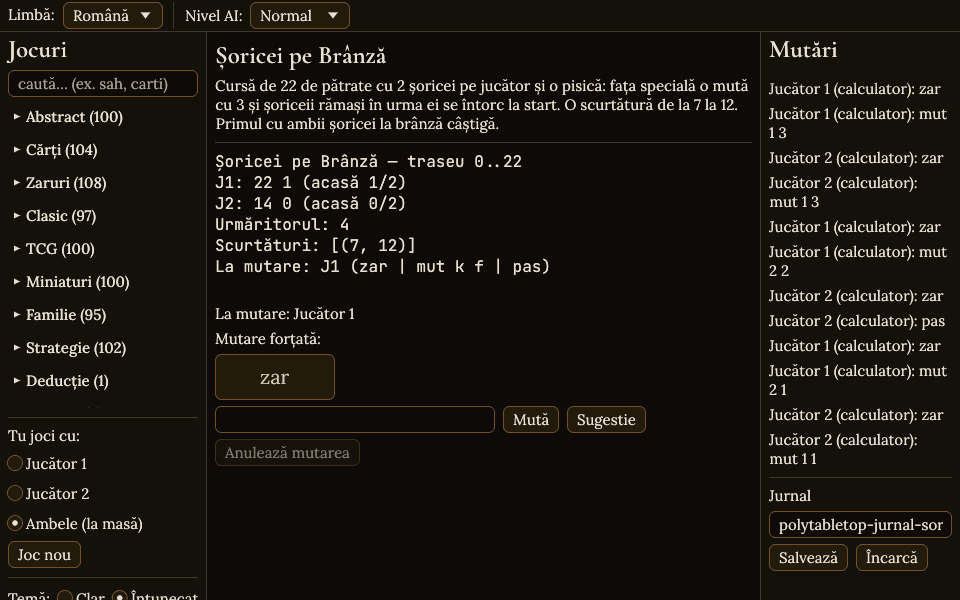 Limbă: Română ▼ Nivel AI: Normal ▼
Jocuri
caută... (ex. sah, carti)
▸ Abstract (100)
▸ Cărți (104)
▸ Zaruri (108)
▸ Clasic (97)
▸ TCG (100)
▸ Miniaturi (100)
▸ Familie (95)
▸ Strategie (102)
▸ Deducție (1)
Tu joci cu:
Jucător 1
Jucător 2
Ambele (la masă)
Joc nou
Temă: Clar Întunecat
Șoricei pe Brânză
Cursă de 22 de pătrate cu 2 șoricei pe jucător și o pisică: fața specială o mută
cu 3 și șoriceii rămași în urma ei se întorc la start. O scurtătură de la 7 la 12.
Primul cu ambii șoricei la brânză câștigă.
Șoricei pe Brânză — traseu 0..22
J1: 22 1 (acasă 1/2)
J2: 14 0 (acasă 0/2)
Următorul: 4
Scurtături: [(7, 12)]
La mutare: J1 (zar | mut k f | pas)
La mutare: Jucător 1
Mutare forțată:
zar
Mută Sugestie
Anulează mutarea
Mutări
Jucător 1 (calculator): zar
Jucător 1 (calculator): mut
1 3
Jucător 2 (calculator): zar
Jucător 2 (calculator):
mut 1 3
Jucător 1 (calculator): zar
Jucător 1 (calculator): mut
2 2
Jucător 2 (calculator): zar
Jucător 2 (calculator): pas
Jucător 1 (calculator): zar
Jucător 1 (calculator): mut
2 1
Jucător 2 (calculator): zar
Jucător 2 (calculator):
mut 1 1
Jurnal
polytabletop-jurnal-sor
Salvează Încarcă